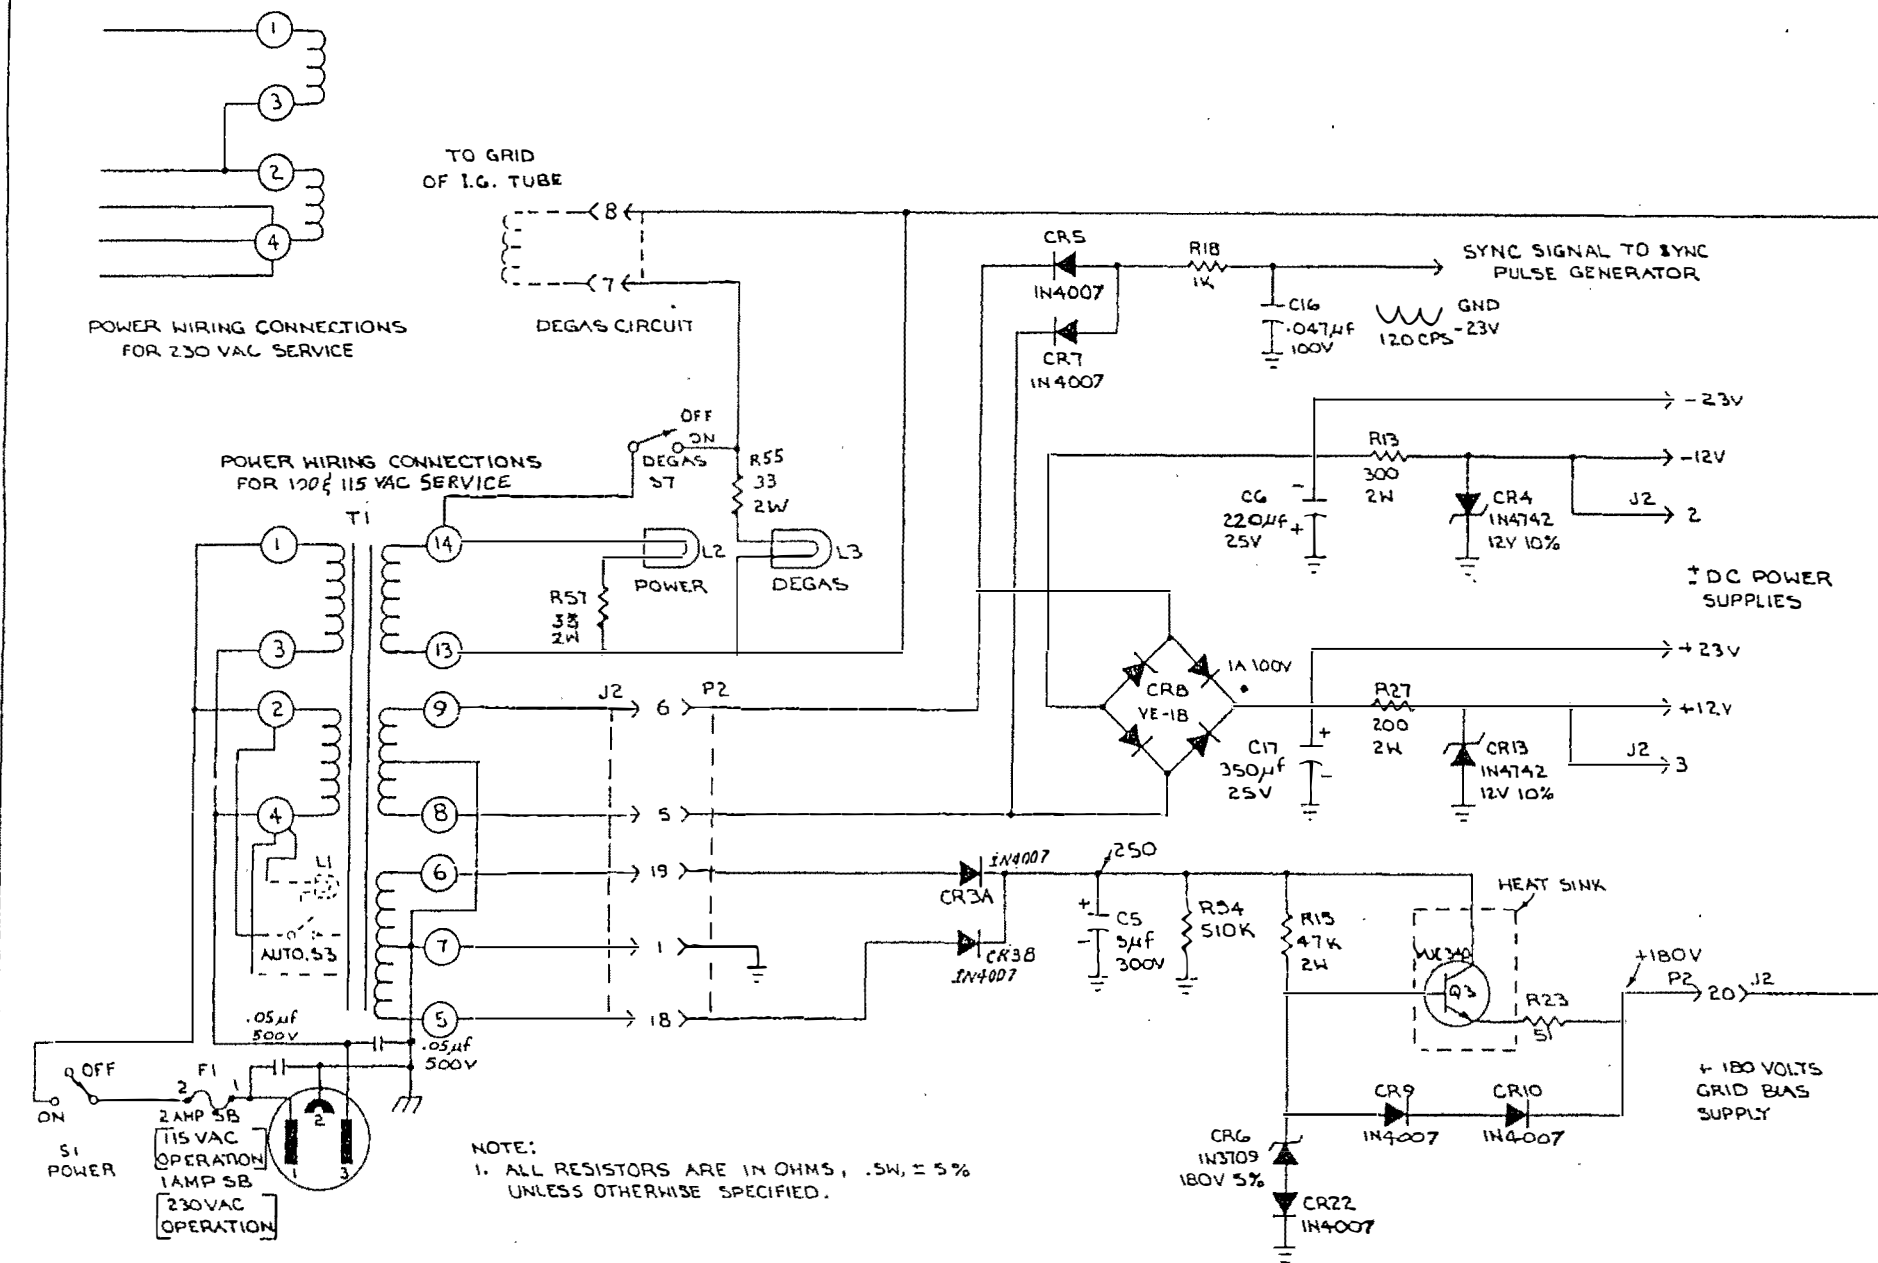 1
3
2
4
POWER WIRING CONNECTIONS
FOR 230 VAC SERVICE
TO GRID
OF I.G. TUBE
8
7
DEGAS CIRCUIT
OFF
ON
DEGAS
S7
R55
33
2W
POWER WIRING CONNECTIONS
FOR 100 & 115 VAC SERVICE
T1
1
3
2
4
14
13
9
8
6
7
5
L2
POWER
L3
DEGAS
R57
33
2W
L1
AUTO. S3
J2
P2
6
5
19
1
18
CR5
1N4007
CR7
1N4007
R18
1K
C16
.047µf
100V
SYNC SIGNAL TO SYNC
PULSE GENERATOR
GND
-23V
120 CPS
-23V
R13
300
2W
-12V
C6
220µf
25V
-
+
CR4
1N4742
12V 10%
J2
2
± DC POWER
SUPPLIES
+23V
1A 100V
CR8
VE-18
R27
200
2W
+12V
C17
350µf
25V
+
-
CR13
1N4742
12V 10%
J2
3
1N4007
CR3A
CR3B
1N4007
250
+
-
C5
5µf
300V
R54
510K
R15
47K
2W
HEAT SINK
Q3
R23
51
+180V
P2
20
J2
+ 180 VOLTS
GRID BIAS
SUPPLY
CR9
1N4007
CR10
1N4007
CR6
1N3709
180V 5%
CR22
1N4007
.05µf
500V
.05µf
500V
OFF
ON
S1
POWER
F1
2
1
2 AMP SB
115 VAC
OPERATION
1 AMP SB
230VAC
OPERATION
2
1
3
NOTE:
1. ALL RESISTORS ARE IN OHMS, .5W, ± 5%
UNLESS OTHERWISE SPECIFIED.